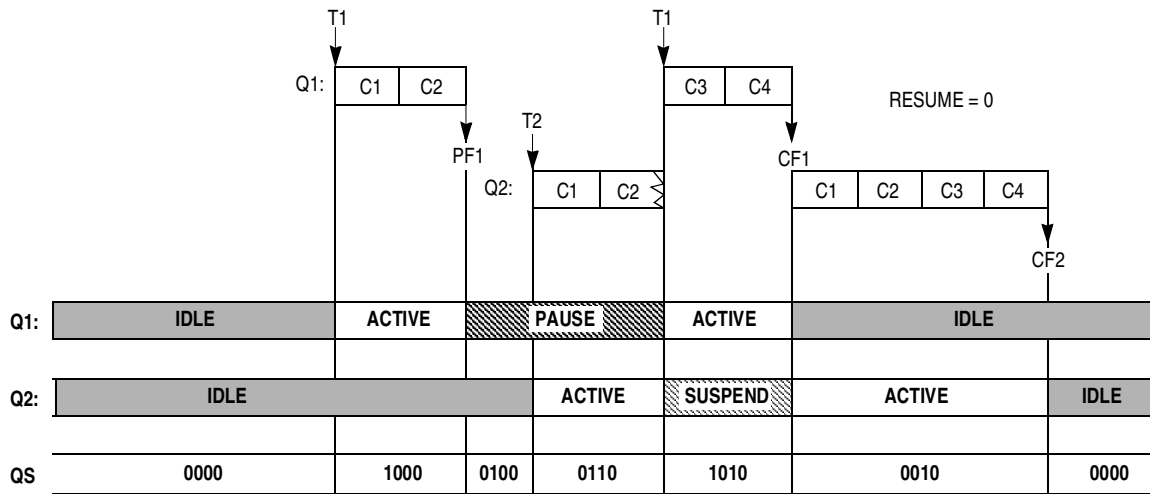 T1 T1
Q1: C1 C2 C3 C4
RESUME = 0
T2
PF1 CF1
Q2: C1 C2 C1 C2 C3 C4
CF2
Q1: IDLE ACTIVE PAUSE ACTIVE IDLE
Q2: IDLE ACTIVE SUSPEND ACTIVE IDLE
QS 0000 1000 0100 0110 1010 0010 0000